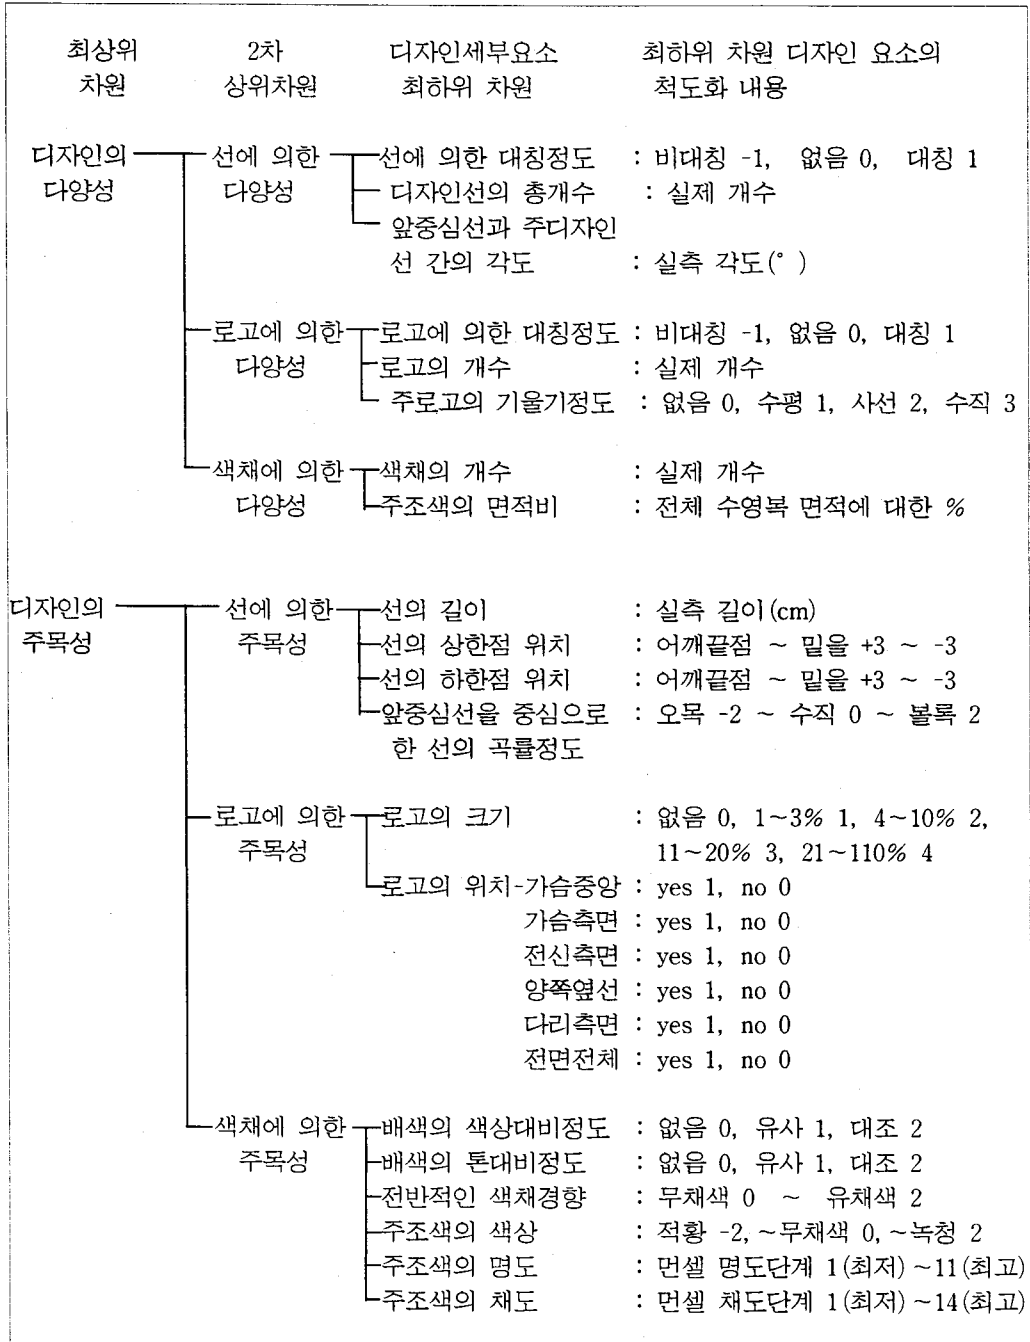 최상위 2차 디자인세부요소 최하위 차원 디자인 요소의
차원 상위차원 최하위 차원 척도화 내용
디자인의 선에 의한 선에 의한 대칭정도 : 비대칭 -1, 없음 0, 대칭 1
다양성 다양성 디자인선의 총개수 : 실제 개수
앞중심선과 주디자인
선 간의 각도 : 실측 각도(°)
로고에 의한 로고에 의한 대칭정도 : 비대칭 -1, 없음 0, 대칭 1
다양성 로고의 개수 : 실제 개수
주로고의 기울기정도 : 없음 0, 수평 1, 사선 2, 수직 3
색채에 의한 색채의 개수 : 실제 개수
다양성 주조색의 면적비 : 전체 수영복 면적에 대한 %
디자인의 선에 의한 선의 길이 : 실측 길이(cm)
주목성 주목성 선의 상한점 위치 : 어깨끝점 ~ 밑을 +3 ~ -3
선의 하한점 위치 : 어깨끝점 ~ 밑을 +3 ~ -3
앞중심선을 중심으로 : 오목 -2 ~ 수직 0 ~ 볼록 2
한 선의 곡률정도
로고에 의한 로고의 크기 : 없음 0, 1~3% 1, 4~10% 2,
주목성 11~20% 3, 21~110% 4
로고의 위치-가슴중앙 : yes 1, no 0
가슴측면 : yes 1, no 0
전신측면 : yes 1, no 0
양쪽옆선 : yes 1, no 0
다리측면 : yes 1, no 0
전면전체 : yes 1, no 0
색채에 의한 배색의 색상대비정도 : 없음 0, 유사 1, 대조 2
주목성 배색의 톤대비정도 : 없음 0, 유사 1, 대조 2
전반적인 색채경향 : 무채색 0 ~ 유채색 2
주조색의 색상 : 적황 -2, ~무채색 0, ~녹청 2
주조색의 명도 : 먼셀 명도단계 1(최저)~11(최고)
주조색의 채도 : 먼셀 채도단계 1(최저)~14(최고)